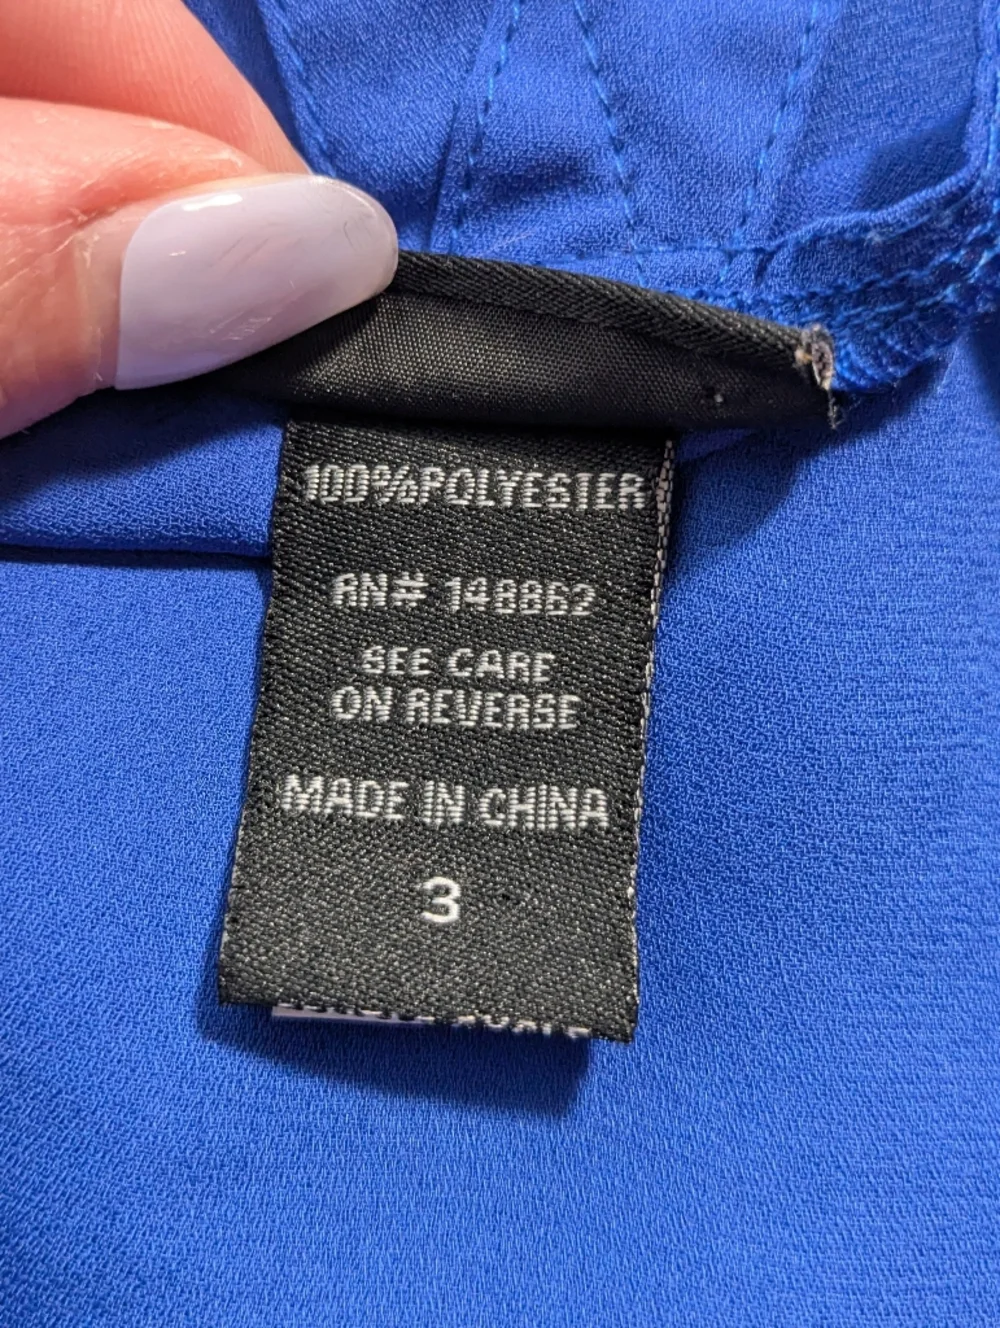 100%POLYESTER
RN# 148862
SEE CARE
ON REVERSE
MADE IN CHINA
3